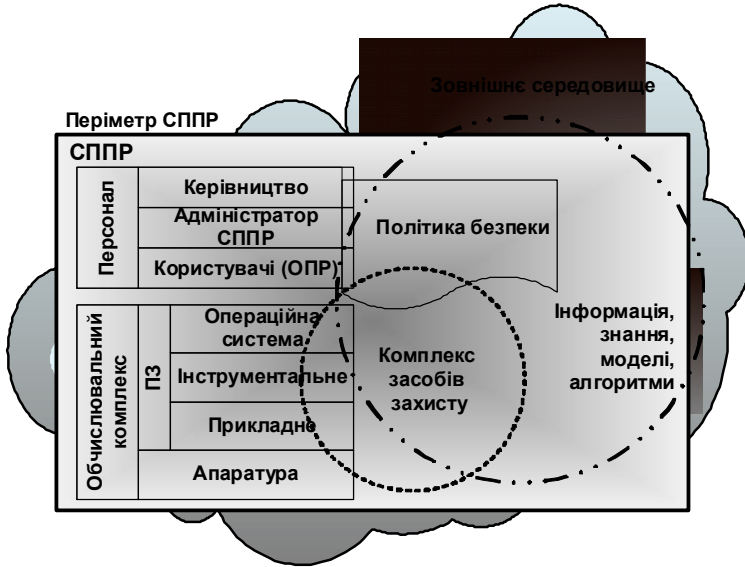 Зовнішнє середовище
Периметр СППР
СППР
Персонал
Керівництво
Адміністратор
СППР
Користувачі (ОПР)
Політика безпеки
Обчислювальний
комплекс
ПЗ
Операційна
система
Інструментальне
Прикладне
Апаратура
Комплекс
засобів
захисту
Інформація,
знання,
моделі,
алгоритми